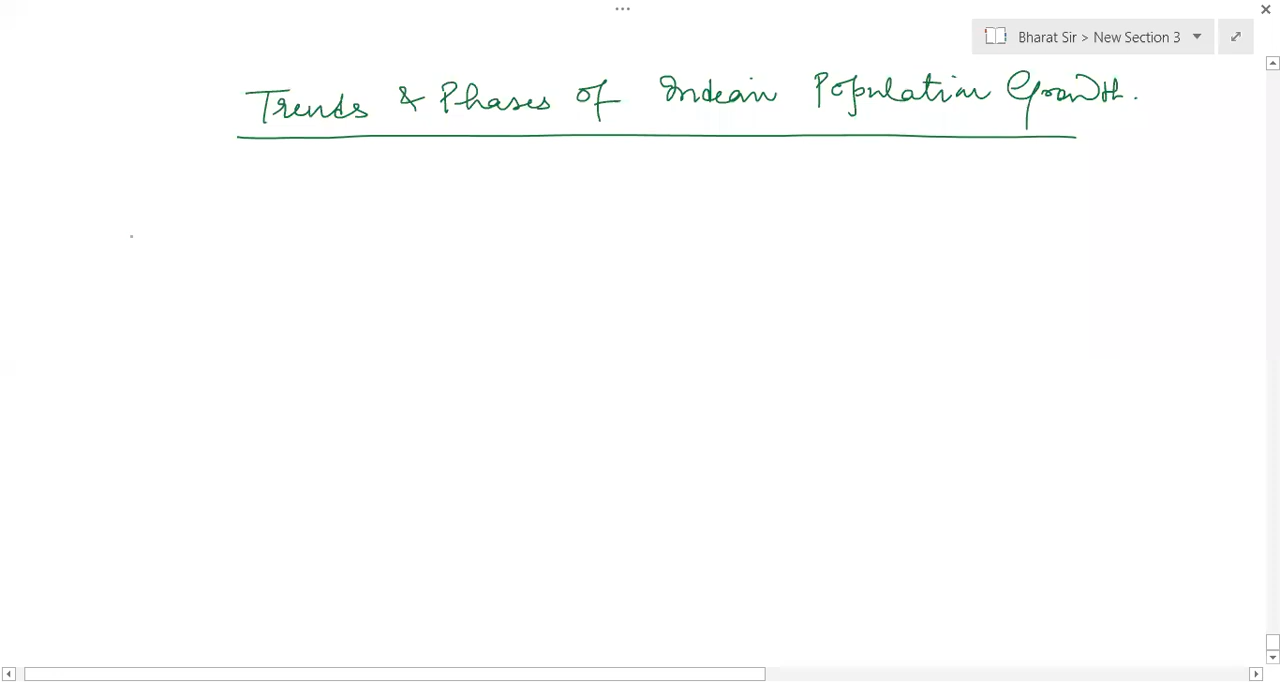 Bharat Sir > New Section 3
Trends & Phases of Indian Population Growth.